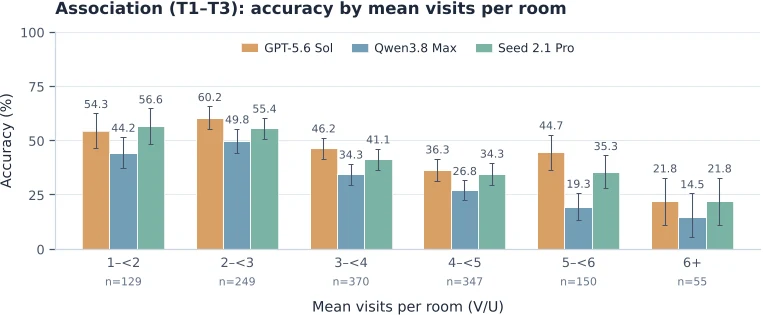 Association (T1–T3): accuracy by mean visits per room
GPT-5.6 Sol Qwen3.8 Max Seed 2.1 Pro
Accuracy (%)
100
75
50
25
0
54.3 44.2 56.6
60.2 49.8 55.4
46.2 34.3 41.1
36.3 26.8 34.3
44.7 19.3 35.3
21.8 14.5 21.8
1–<2 2–<3 3–<4 4–<5 5–<6 6+
n=129 n=249 n=370 n=347 n=150 n=55
Mean visits per room (V/U)